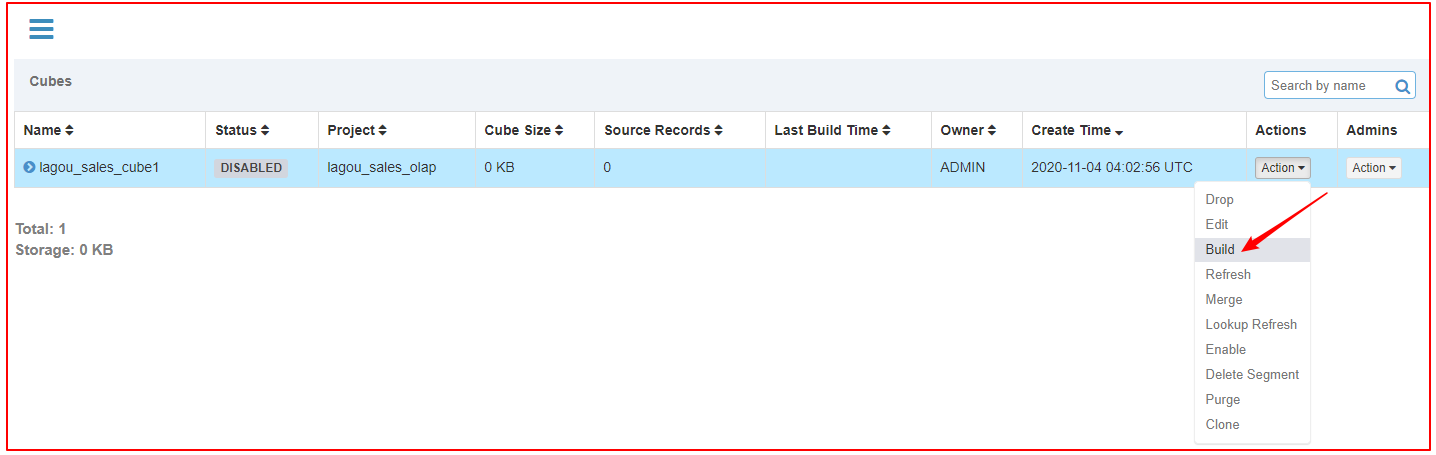 Cubes
Search by name
Name Status Project Cube Size Source Records Last Build Time Owner Create Time Actions Admins
lagou_sales_cube1 DISABLED lagou_sales_olap 0 KB 0 ADMIN 2020-11-04 04:02:56 UTC Action Action
Drop
Edit
Build
Refresh
Merge
Lookup Refresh
Enable
Delete Segment
Purge
Clone
Total: 1
Storage: 0 KB